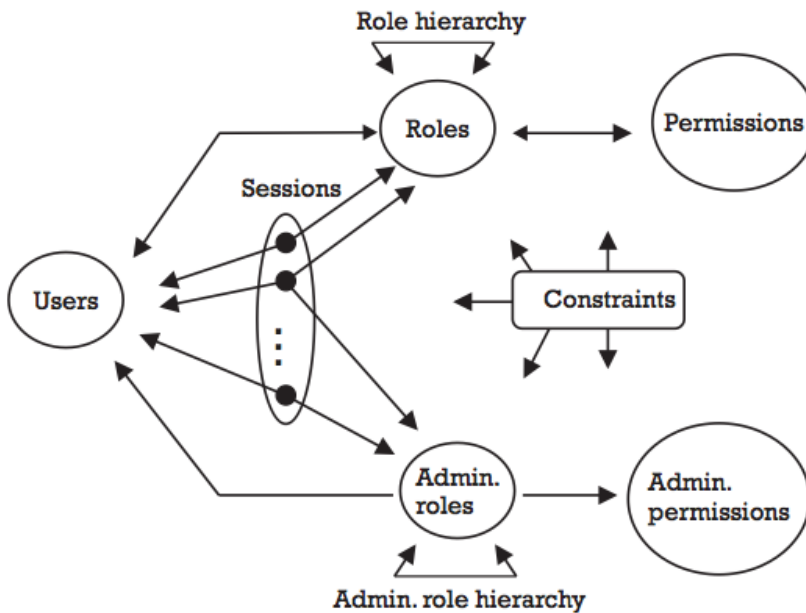 Role hierarchy
Roles
Permissions
Sessions
Users
Constraints
Admin.
roles
Admin.
permissions
Admin. role hierarchy